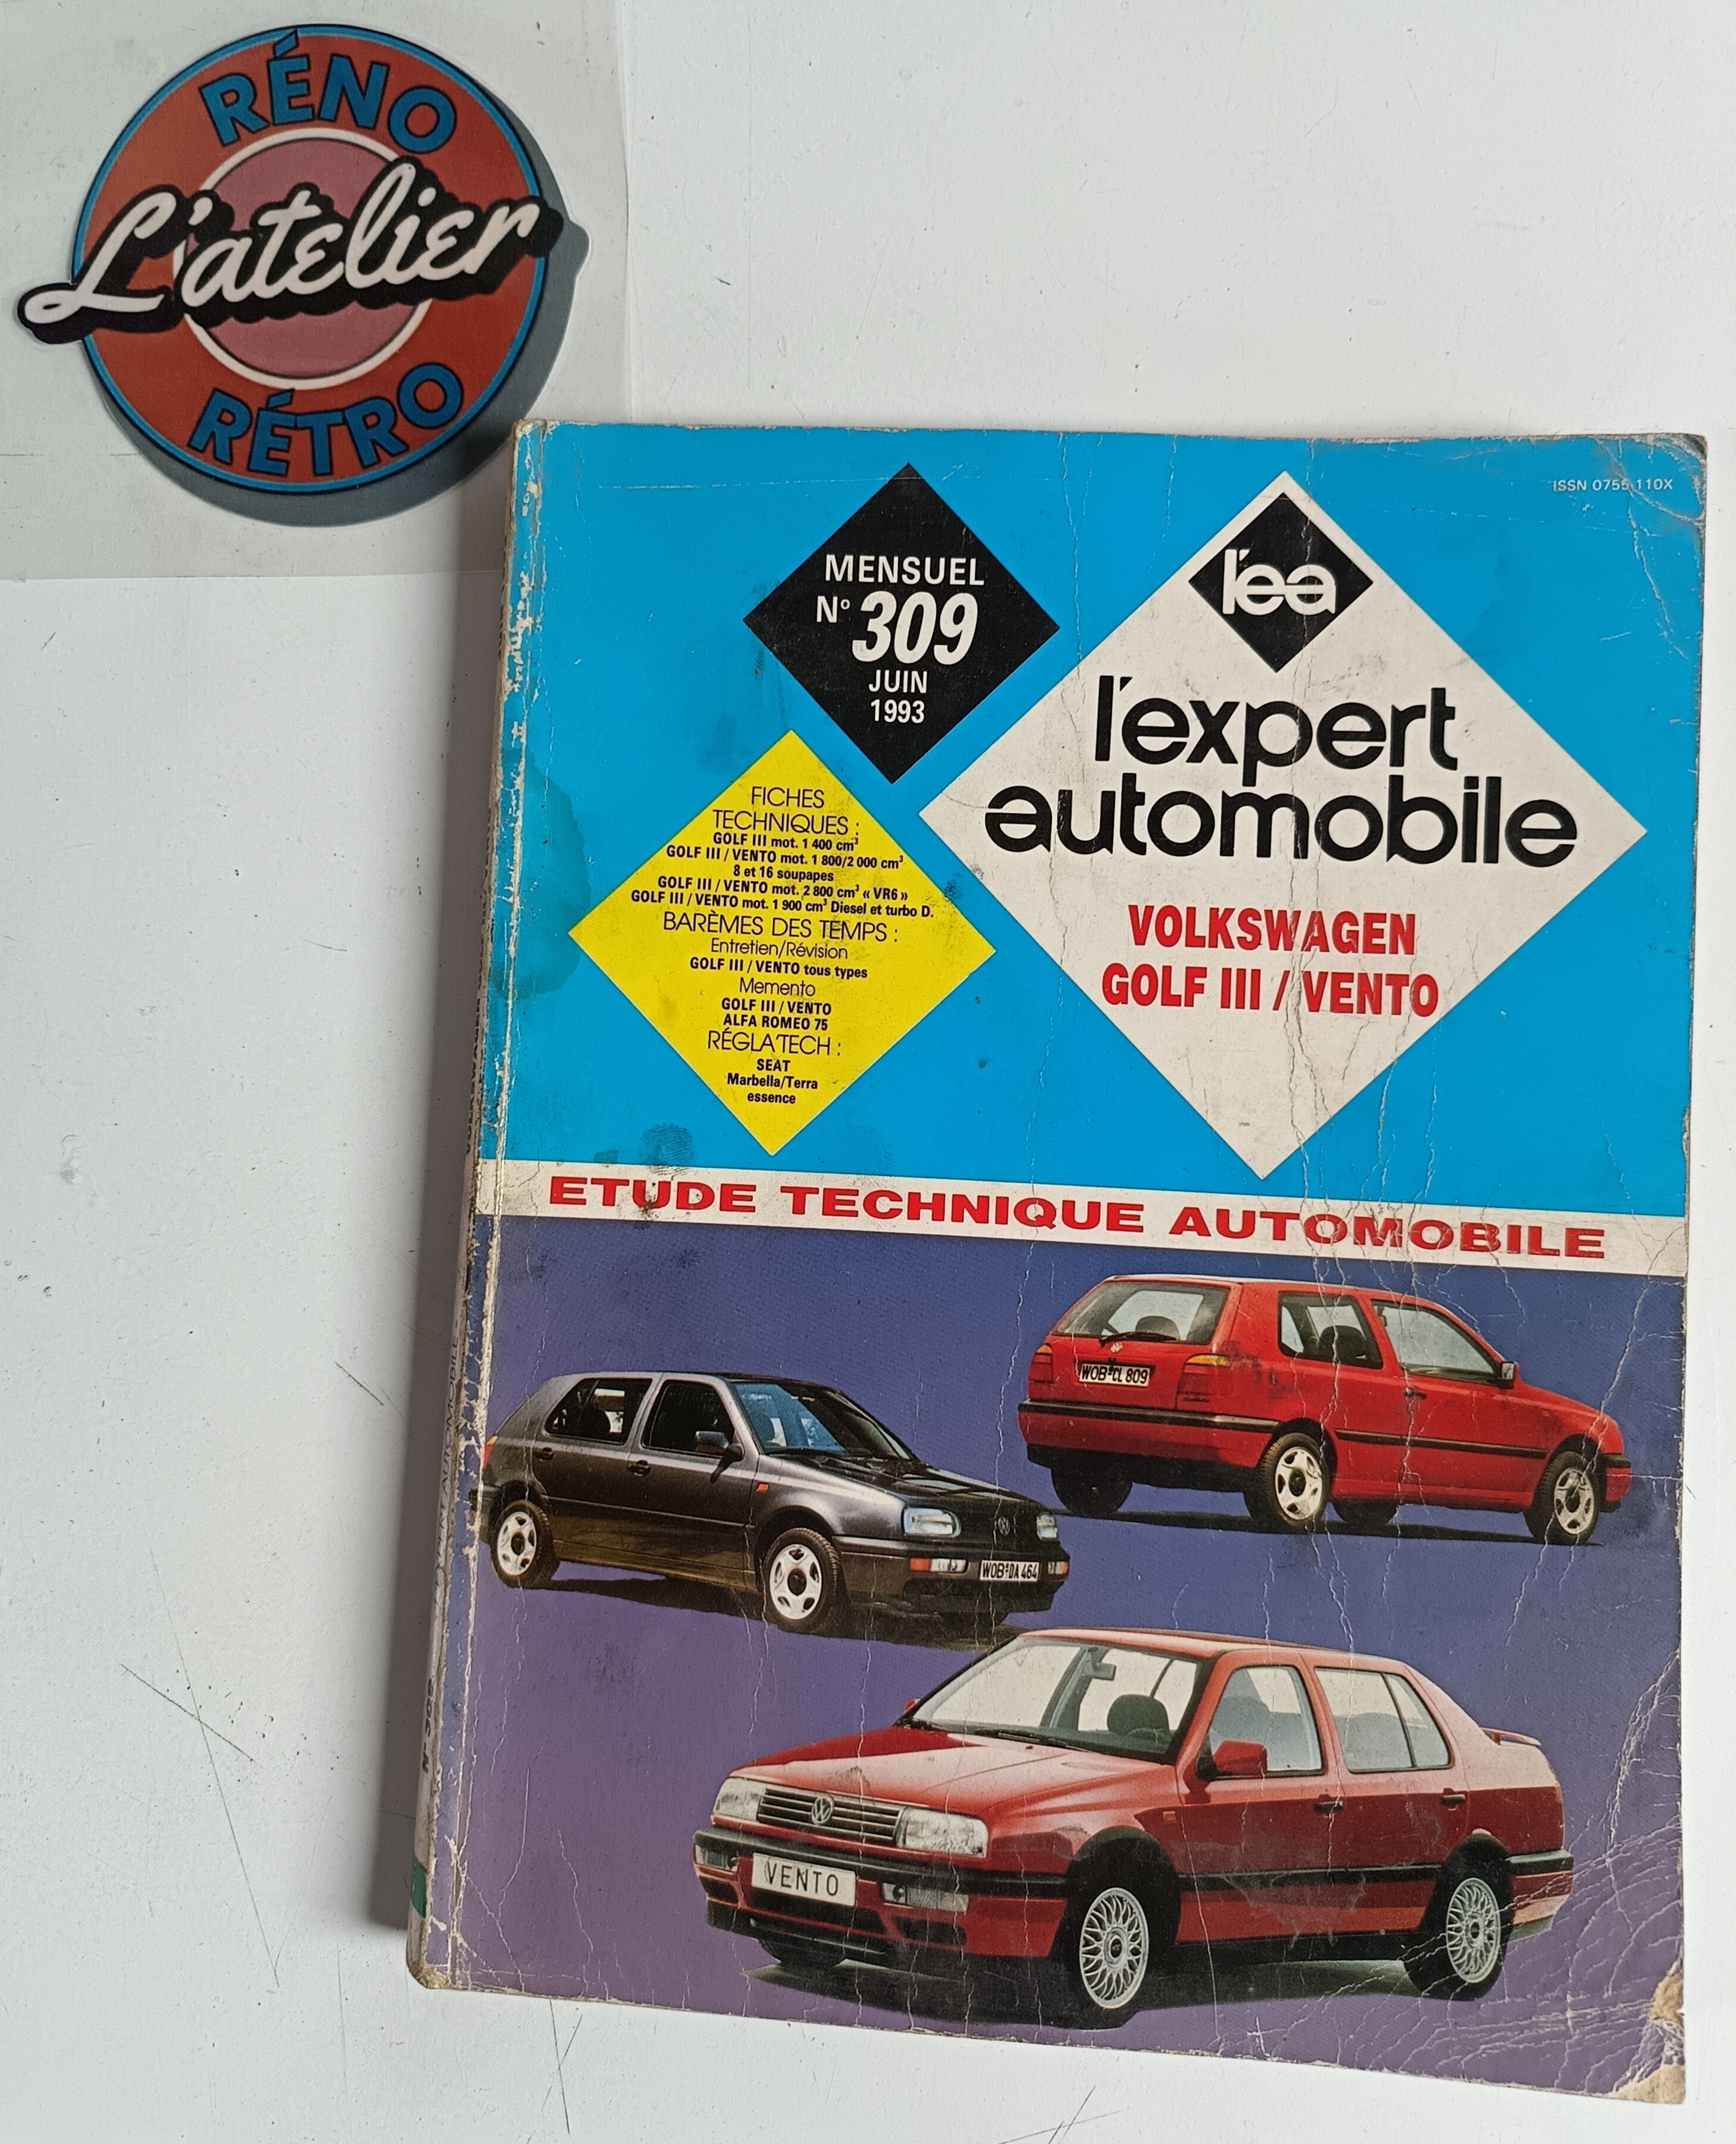 RÉNO
L'atelier
RÉTRO
ISSN 0755 110X
MENSUEL
Nº 309
JUIN
1993
l'ea
l'expert
automobile
VOLKSWAGEN
GOLF III / VENTO
FICHES
TECHNIQUES :
GOLF III mot. 1 400 cm³
GOLF III / VENTO mot. 1 800/2 000 cm³
8 et 16 soupapes
GOLF III / VENTO mot. 2 800 cm³ « VR6 »
GOLF III / VENTO mot. 1 900 cm³ Diesel et turbo D.
BARÈMES DES TEMPS :
Entretien/Révision
GOLF III / VENTO tous types
Memento
GOLF III / VENTO
ALFA ROMEO 75
RÉGLA'TECH :
SEAT
Marbella/Terra
essence
ETUDE TECHNIQUE AUTOMOBILE
WOB CL 809
WOB DA 464
VENTO